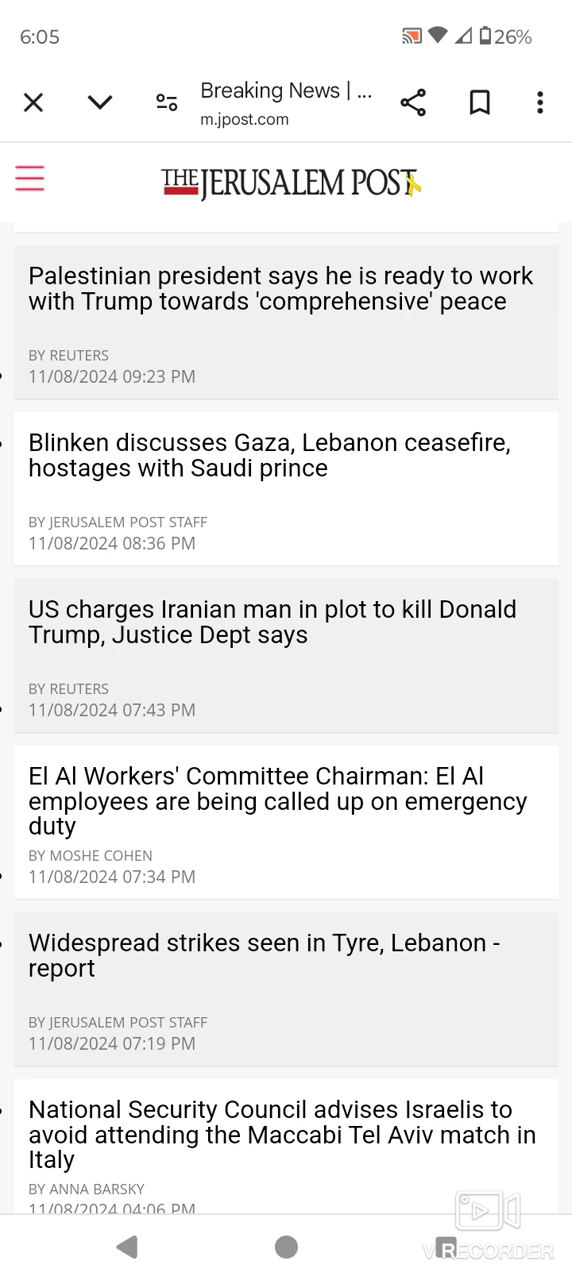 6:05
26%
Breaking News | ...
m.jpost.com
THE JERUSALEM POST
Palestinian president says he is ready to work
with Trump towards 'comprehensive' peace
BY REUTERS
11/08/2024 09:23 PM
Blinken discusses Gaza, Lebanon ceasefire,
hostages with Saudi prince
BY JERUSALEM POST STAFF
11/08/2024 08:36 PM
US charges Iranian man in plot to kill Donald
Trump, Justice Dept says
BY REUTERS
11/08/2024 07:43 PM
El Al Workers' Committee Chairman: El Al
employees are being called up on emergency
duty
BY MOSHE COHEN
11/08/2024 07:34 PM
Widespread strikes seen in Tyre, Lebanon -
report
BY JERUSALEM POST STAFF
11/08/2024 07:19 PM
National Security Council advises Israelis to
avoid attending the Maccabi Tel Aviv match in
Italy
BY ANNA BARSKY
11/08/2024 04:06 PM
VRECORDER